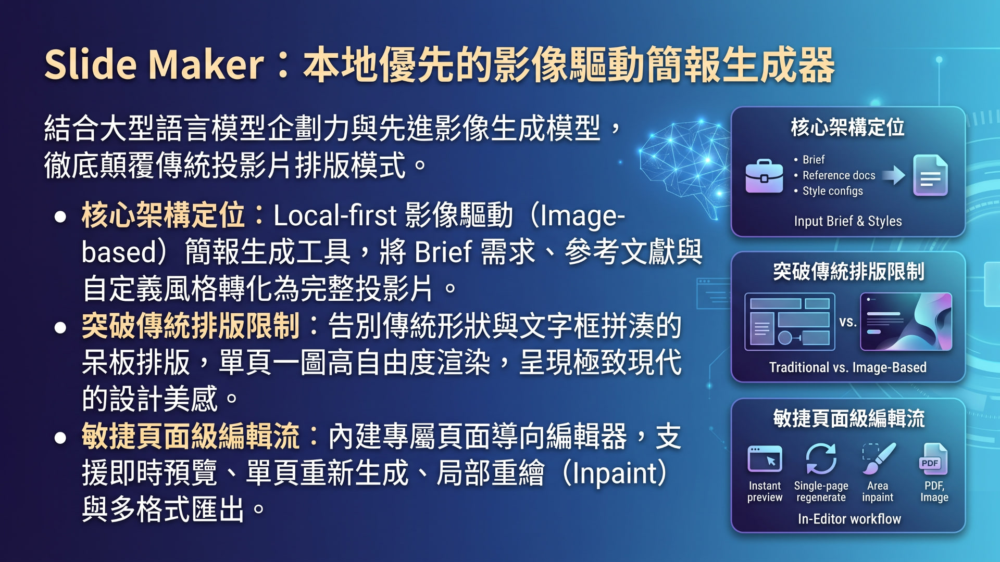 Slide Maker：本地優先的影像驅動簡報生成器
結合大型語言模型企劃力與先進影像生成模型，
徹底顛覆傳統投影片排版模式。
• 核心架構定位：Local-first 影像驅動（Image-
based）簡報生成工具，將 Brief 需求、參考文獻與
自定義風格轉化為完整投影片。
• 突破傳統排版限制：告別傳統形狀與文字框拼湊的
呆板排版，單頁一圖高自由度渲染，呈現極致現代
的設計美感。
• 敏捷頁面級編輯流：內建專屬頁面導向編輯器，支
援即時預覽、單頁重新生成、局部重繪（Inpaint）
與多格式匯出。
核心架構定位
• Brief
• Reference docs
• Style configs
Input Brief & Styles
突破傳統排版限制
vs.
Traditional vs. Image-Based
敏捷頁面級編輯流
PDF
Instant
preview
Single-page
regenerate
Area
inpaint
PDF,
Image
In-Editor workflow